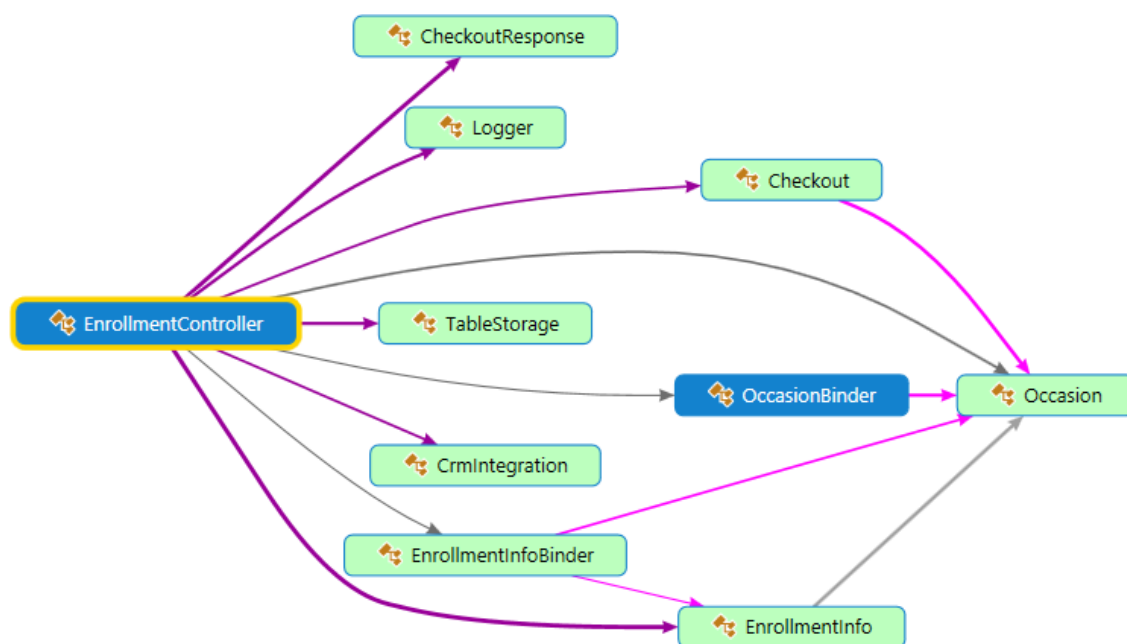 CheckoutResponse
Logger
Checkout
EnrollmentController
TableStorage
OccasionBinder
Occasion
CrmIntegration
EnrollmentInfoBinder
EnrollmentInfo